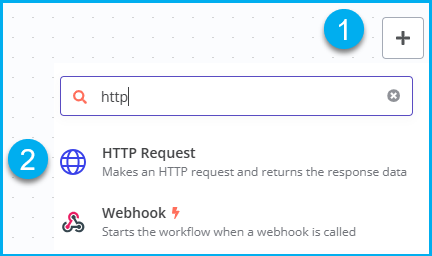 1
+
http
2
HTTP Request
Makes an HTTP request and returns the response data
Webhook
Starts the workflow when a webhook is called